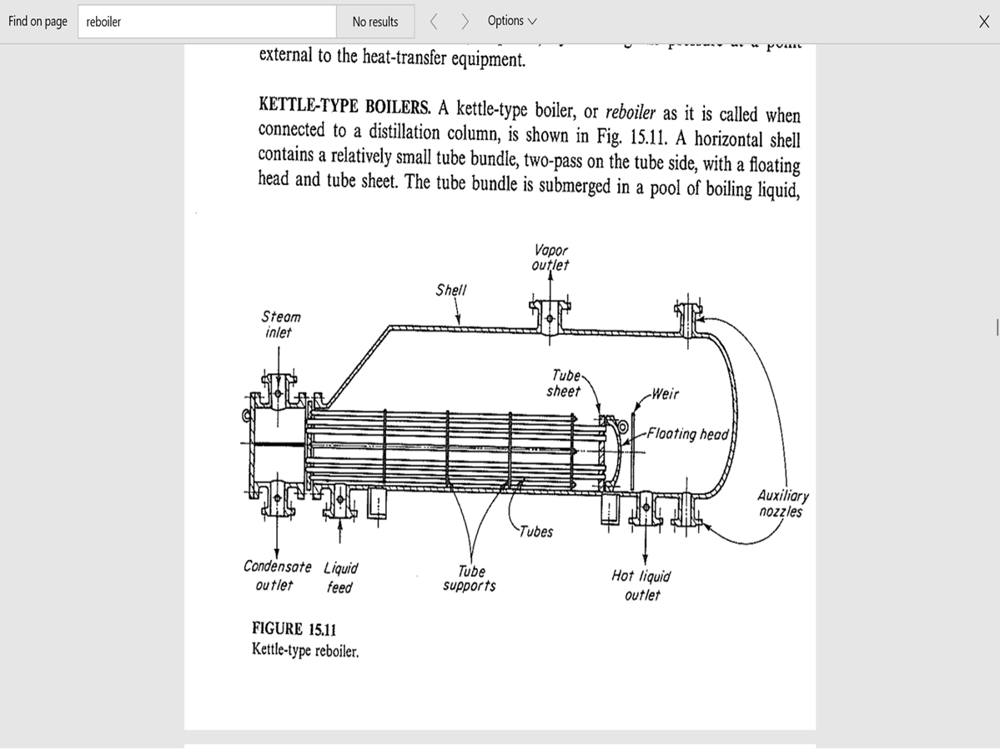 Find on page
reboiler
No results
Options
external to the heat-transfer equipment.
KETTLE-TYPE BOILERS. A kettle-type boiler, or reboiler as it is called when
connected to a distillation column, is shown in Fig. 15.11. A horizontal shell
contains a relatively small tube bundle, two-pass on the tube side, with a floating
head and tube sheet. The tube bundle is submerged in a pool of boiling liquid,
Vapor
outlet
Shell
Steam
inlet
Tube
sheet
Weir
Floating head
Auxiliary
nozzles
Tubes
Condensate
outlet
Liquid
feed
Tube
supports
Hot liquid
outlet
FIGURE 15.11
Kettle-type reboiler.